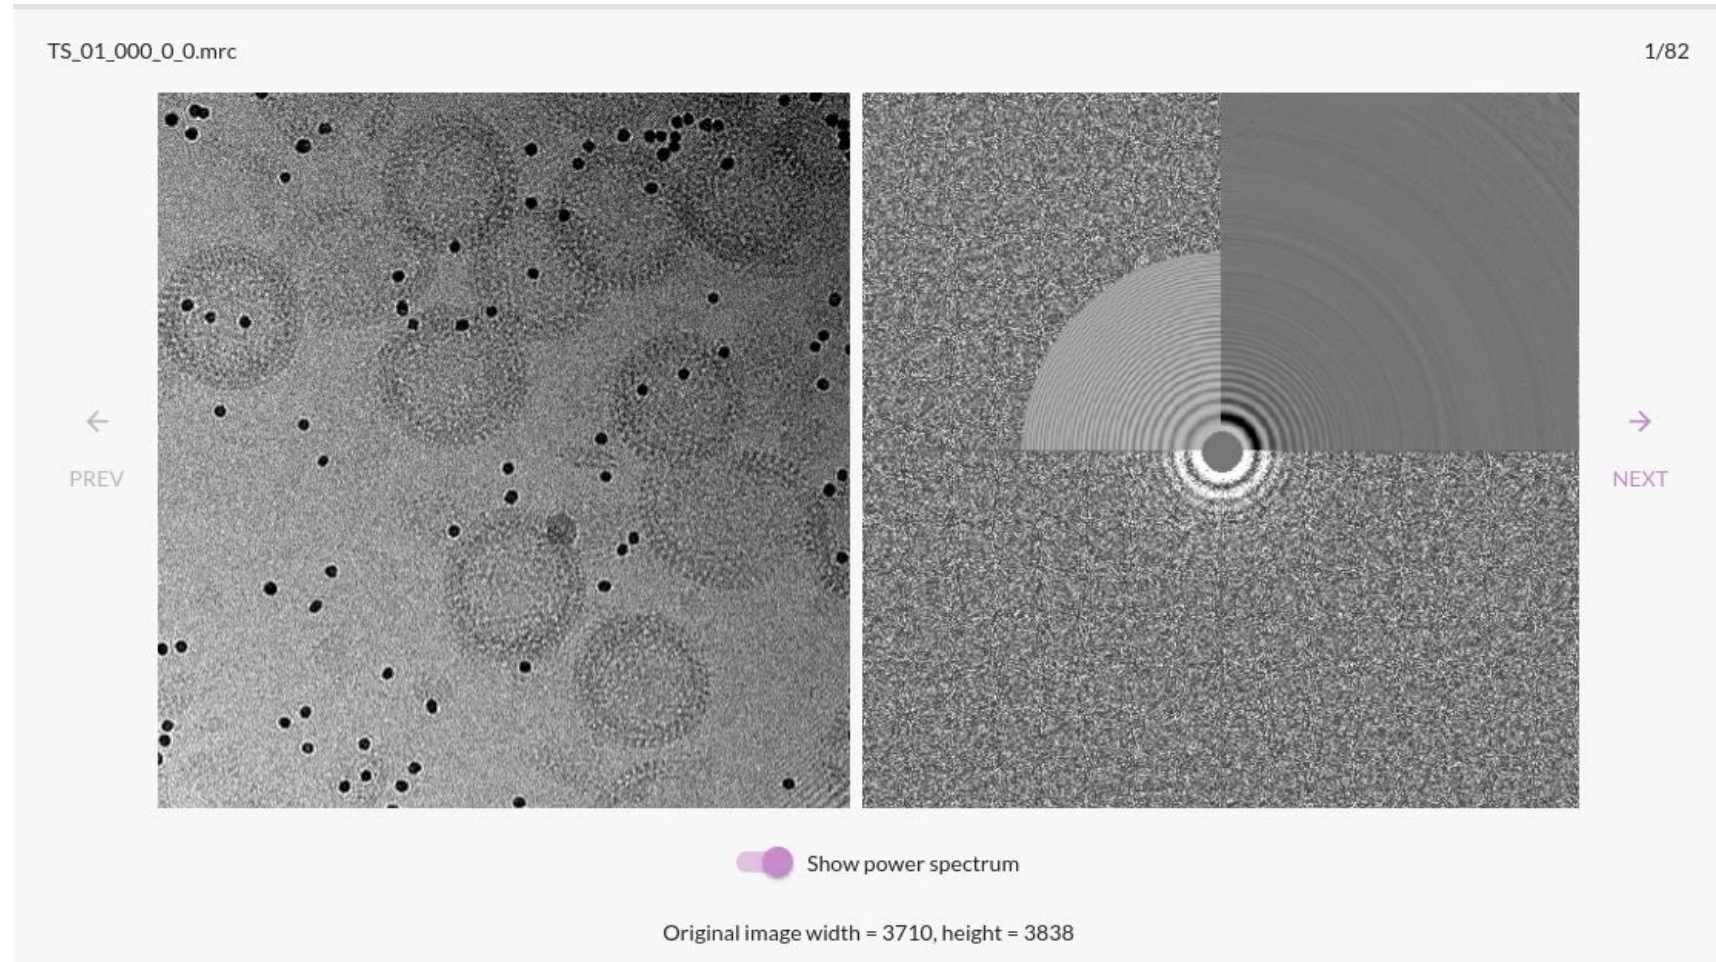 TS_01_000_0_0.mrc
1/82
PREV
NEXT
Show power spectrum
Original image width = 3710, height = 3838